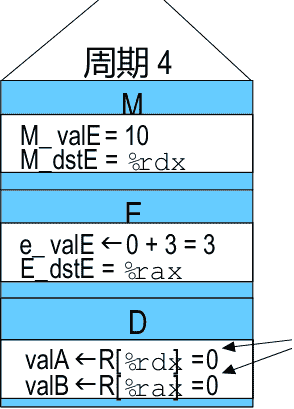 周期 4
M
M_ valE = 10
M_dstE = %rdx
E
e_ valE ← 0 + 3 = 3
E_dstE = %rax
D
valA ← R[%rdx] =0
valB ← R[%rax] =0